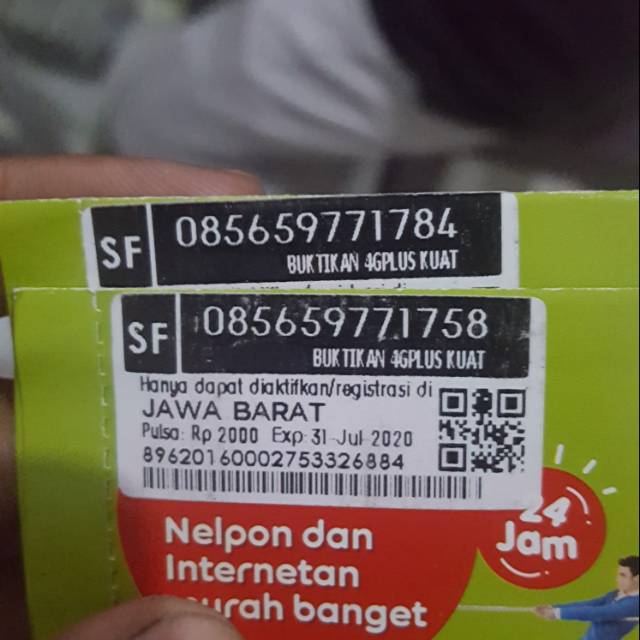 SF
085659771784
BUKTIKAN 4GPLUS KUAT
SF
085659771758
BUKTIKAN 4GPLUS KUAT
Hanya dapat diaktifkan/registrasi di
JAWA BARAT
Pulsa: Rp 2000 Exp: 31-Jul-2020
89620160002753326884
24
Jam
Nelpon dan
Internetan
banget